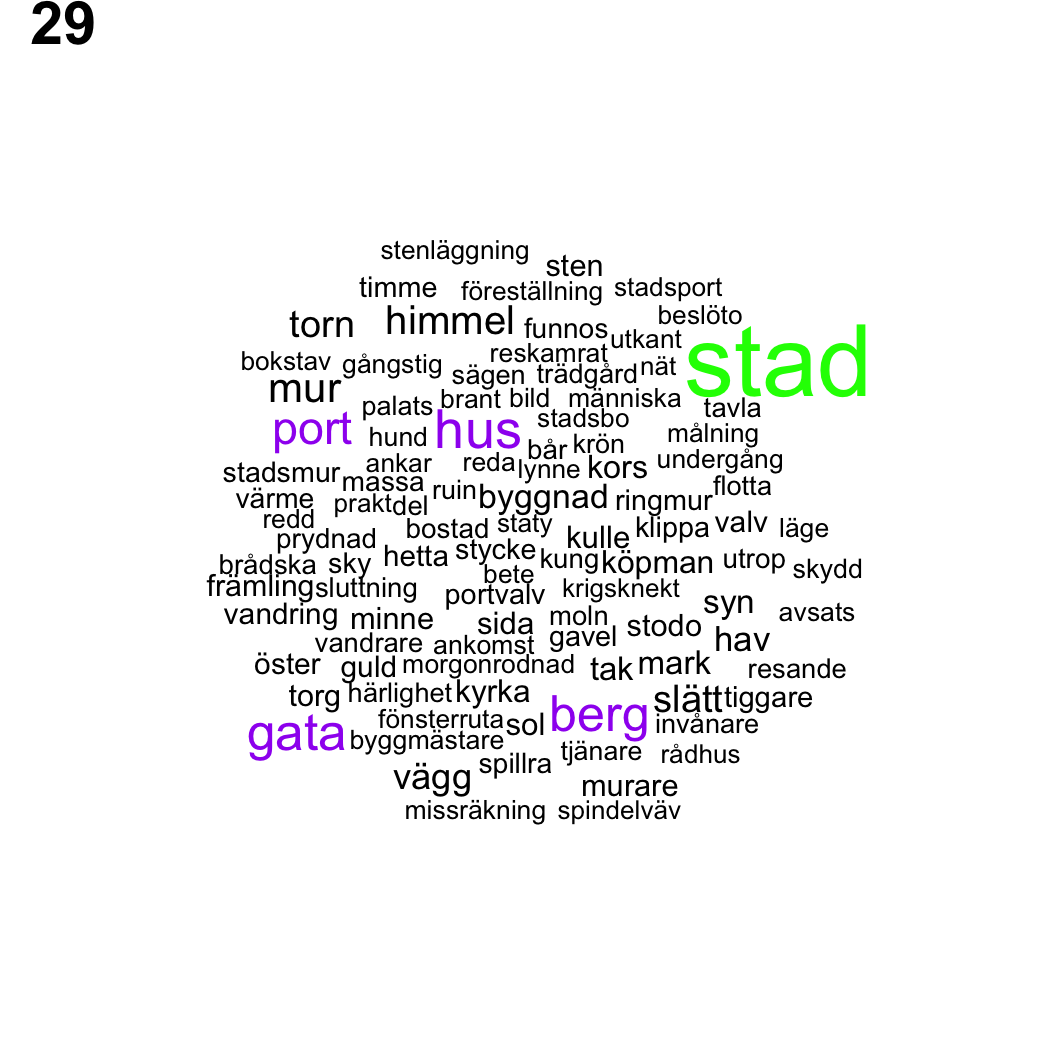 29
stenläggning
sten
timme föreställning stadsport
torn himmel funnos beslöto
utkant
stad
reskamrat
bokstav gångstig sägen trädgård nät
mur brant bild människa
port palats hus stadsbo tavla
hund bår krön målning
stadsmur ankar reda lynne kors undergång
massa
värme praktdel ruin byggnad ringmur flotta
redd bostad staty klippa valv läge
prydnad kulle
brådska sky hetta stycke kung köpman utrop skydd
främling sluttning bete krigsknekt
portvalv syn
vandring minne sida moln stodo avsats
vandrare ankomst gavel hav
öster guld morgonrodnad tak mark resande
torg härlighet kyrka slätt tiggare
gata fönsterruta sol berg invånare
byggmästare tjänare rådhus
vägg spillra murare
missräkning spindelväv